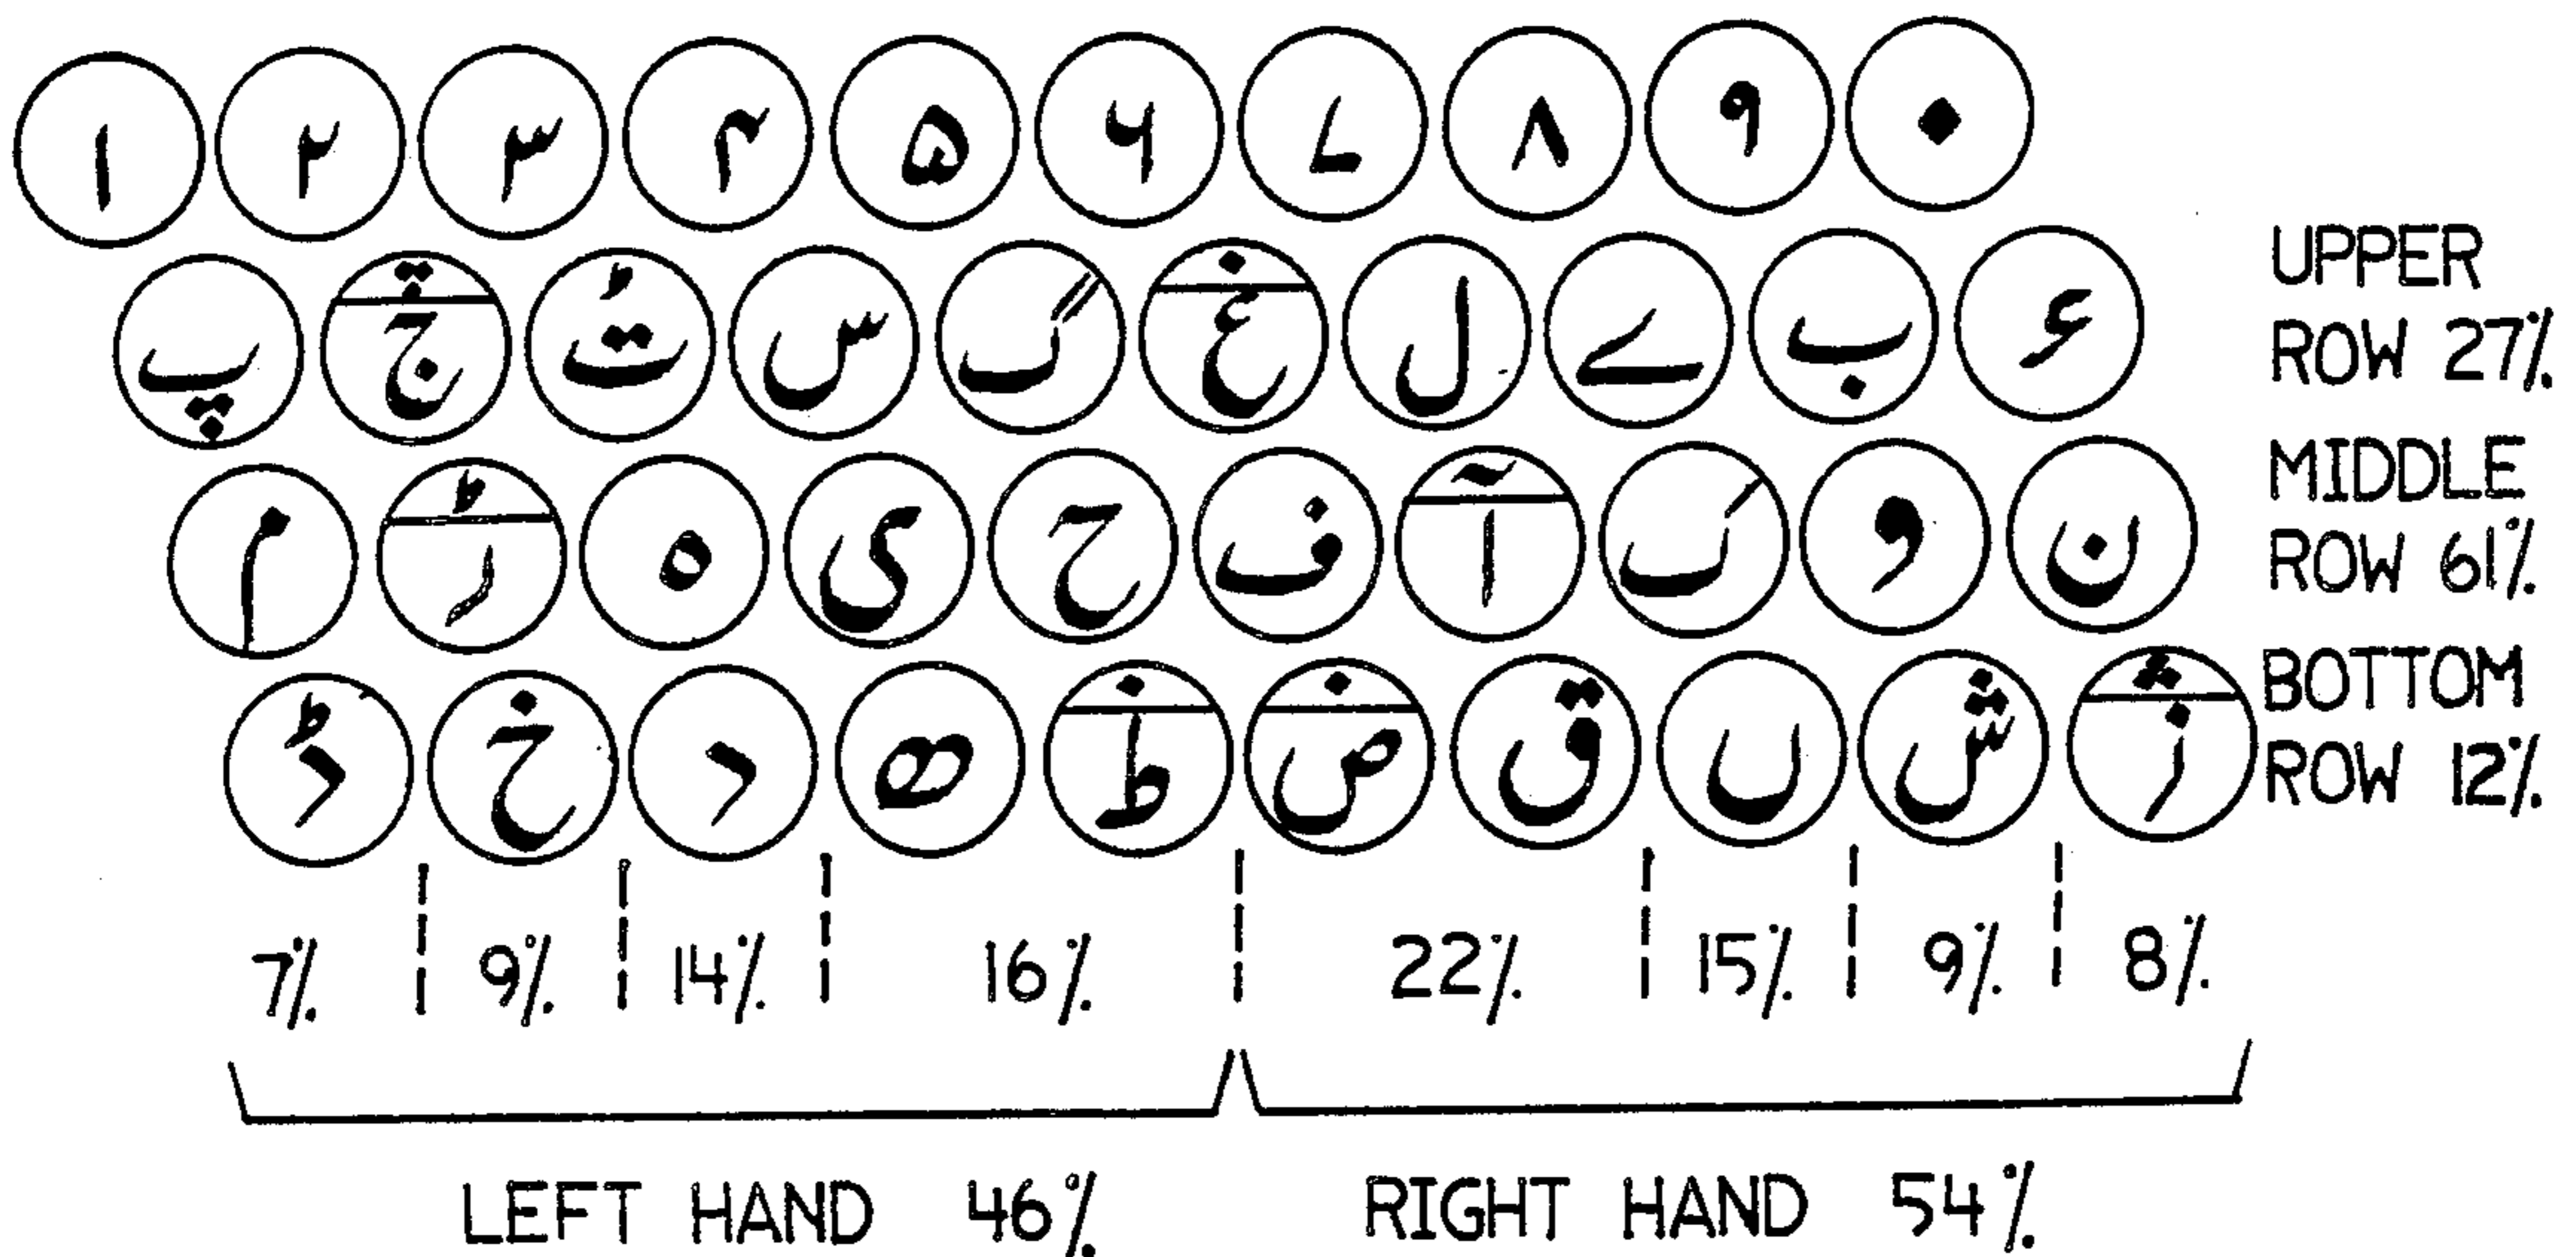 ۱ ۲ ۳ ۴ ۵ ۶ ۷ ۸ ۹ ۰
پ ج ٹ ت س گ غ ع ل ے ب ء
UPPER
ROW 27%
م ڑ ر ہ ی ح ف آ ا ک و ن
MIDDLE
ROW 61%
ڈ خ د ھ ظ ط ض ص ق ں ش ژ ز
BOTTOM
ROW 12%
7% 9% 14% 16% 22% 15% 9% 8%
LEFT HAND 46% RIGHT HAND 54%